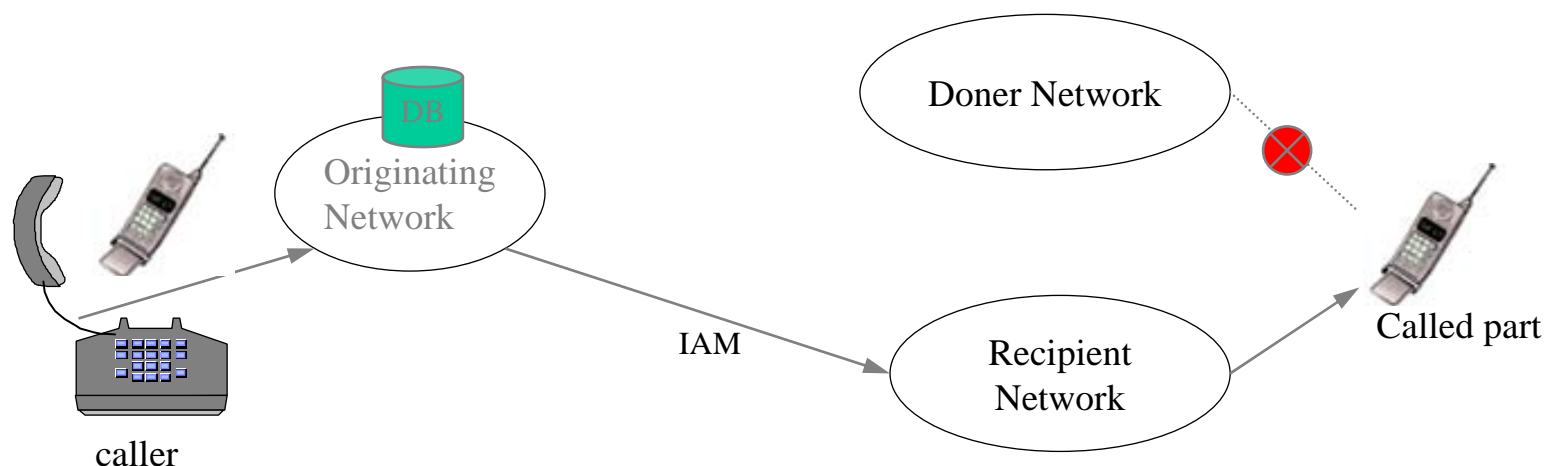 DB
Originating
Network
Doner Network
IAM
Recipient
Network
Called part
caller